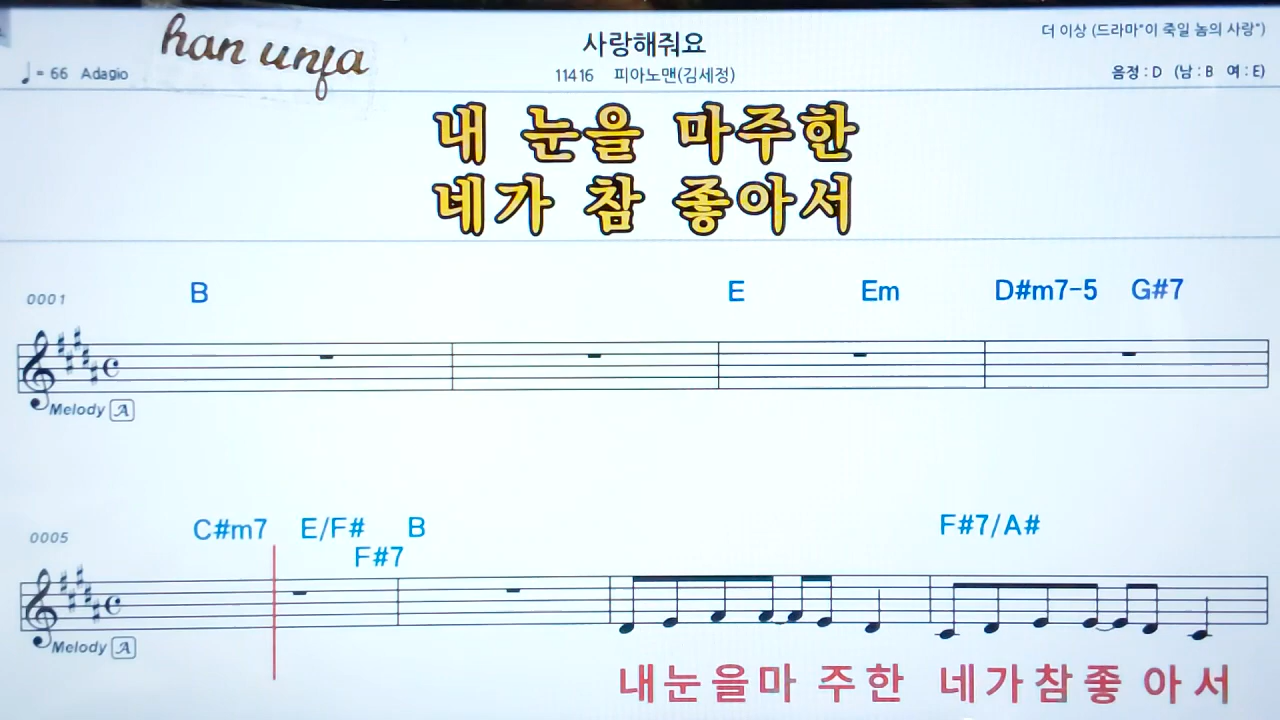 han unja
사랑해줘요
더 이상 (드라마"이 죽일 놈의 사랑")
♩= 66 Adagio
11416 피아노맨(김세정)
음정 : D (남 : B 여 : E)
내 눈을 마주한
네가 참 좋아서
0001
B E Em D#m7-5 G#7
Melody A
0005
C#m7 E/F# B F#7/A#
F#7
Melody A
내눈을마 주한 네가참좋 아서